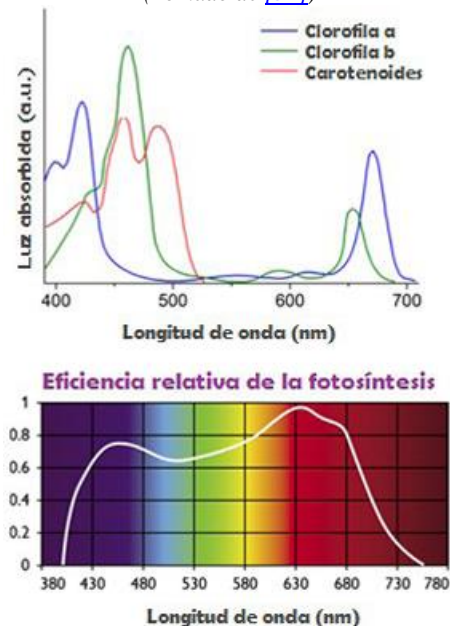 Clorofila a
Clorofila b
Carotenoides
Luz absorbida (a.u.)
400 500 600 700
Longitud de onda (nm)
Eficiencia relativa de la fotosíntesis
1
0.8
0.6
0.4
0.2
0
380 430 480 530 580 630 680 730 780
Longitud de onda (nm)